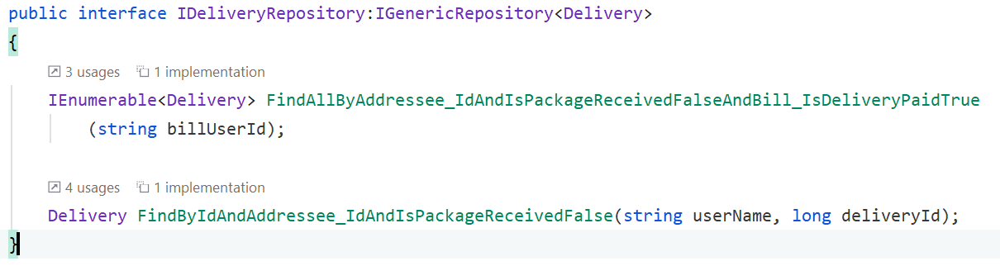 public interface IDeliveryRepository:IGenericRepository<Delivery>
{
3 usages 1 implementation
IEnumerable<Delivery> FindAllByAddressee_IdAndIsPackageReceivedFalseAndBill_IsDeliveryPaidTrue
(string billUserId);
4 usages 1 implementation
Delivery FindByIdAndAddressee_IdAndIsPackageReceivedFalse(string userName, long deliveryId);
}